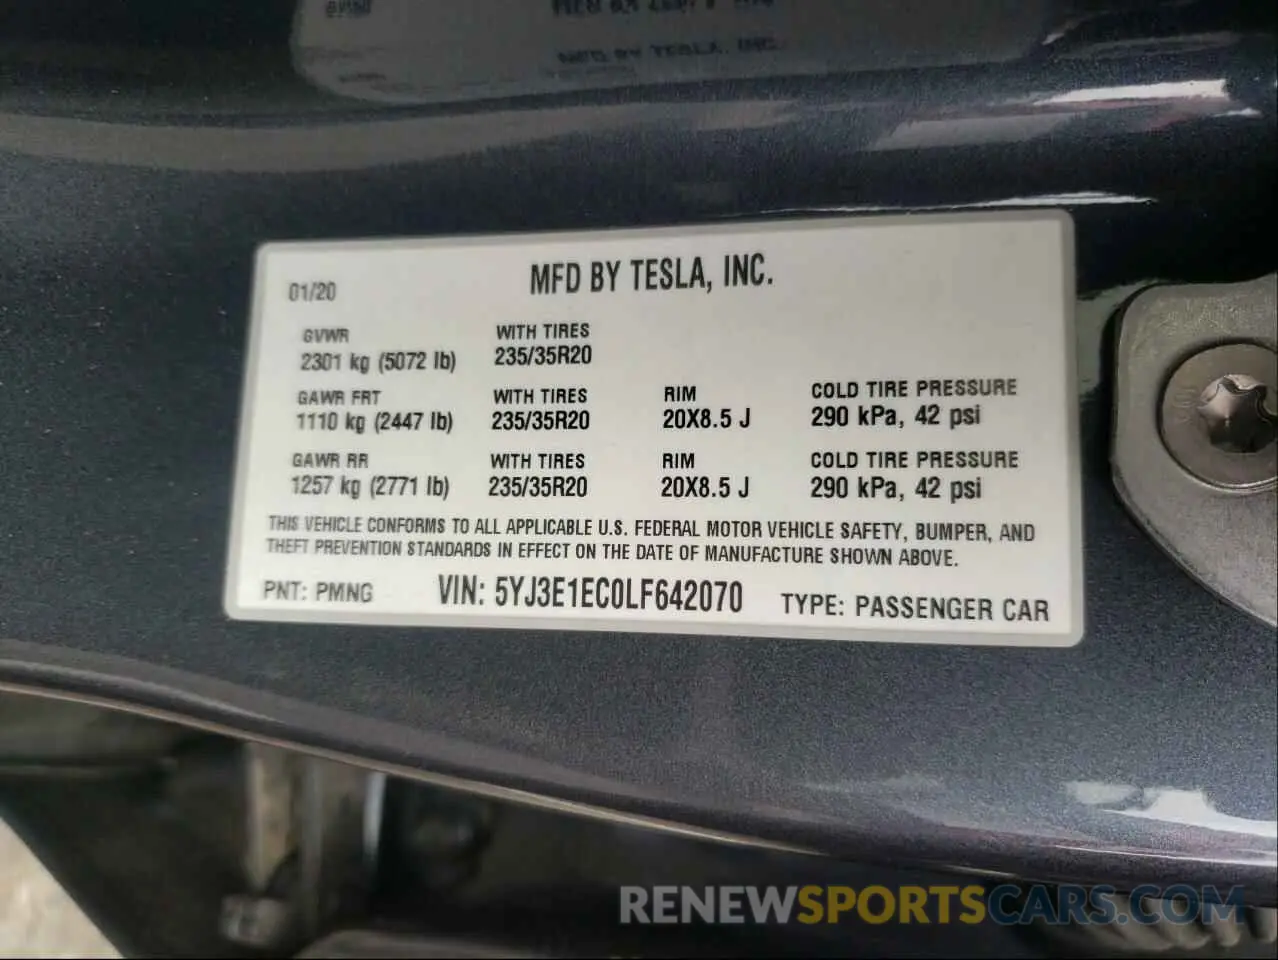 MFD BY TESLA, INC.
01/20
MFD BY TESLA, INC.
GVWR
WITH TIRES
2301 kg (5072 lb)
235/35R20
GAWR FRT
WITH TIRES
RIM
COLD TIRE PRESSURE
1110 kg (2447 lb)
235/35R20
20X8.5 J
290 kPa, 42 psi
GAWR RR
WITH TIRES
RIM
COLD TIRE PRESSURE
1257 kg (2771 lb)
235/35R20
20X8.5 J
290 kPa, 42 psi
THIS VEHICLE CONFORMS TO ALL APPLICABLE U.S. FEDERAL MOTOR VEHICLE SAFETY, BUMPER, AND
THEFT PREVENTION STANDARDS IN EFFECT ON THE DATE OF MANUFACTURE SHOWN ABOVE.
PNT: PMNG
VIN: 5YJ3E1EC0LF642070
TYPE: PASSENGER CAR
RENEWSPORTSCARS.COM